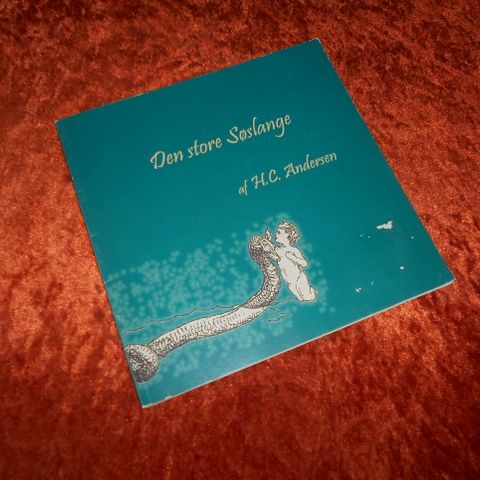 Den store Søslange
af H.C. Andersen